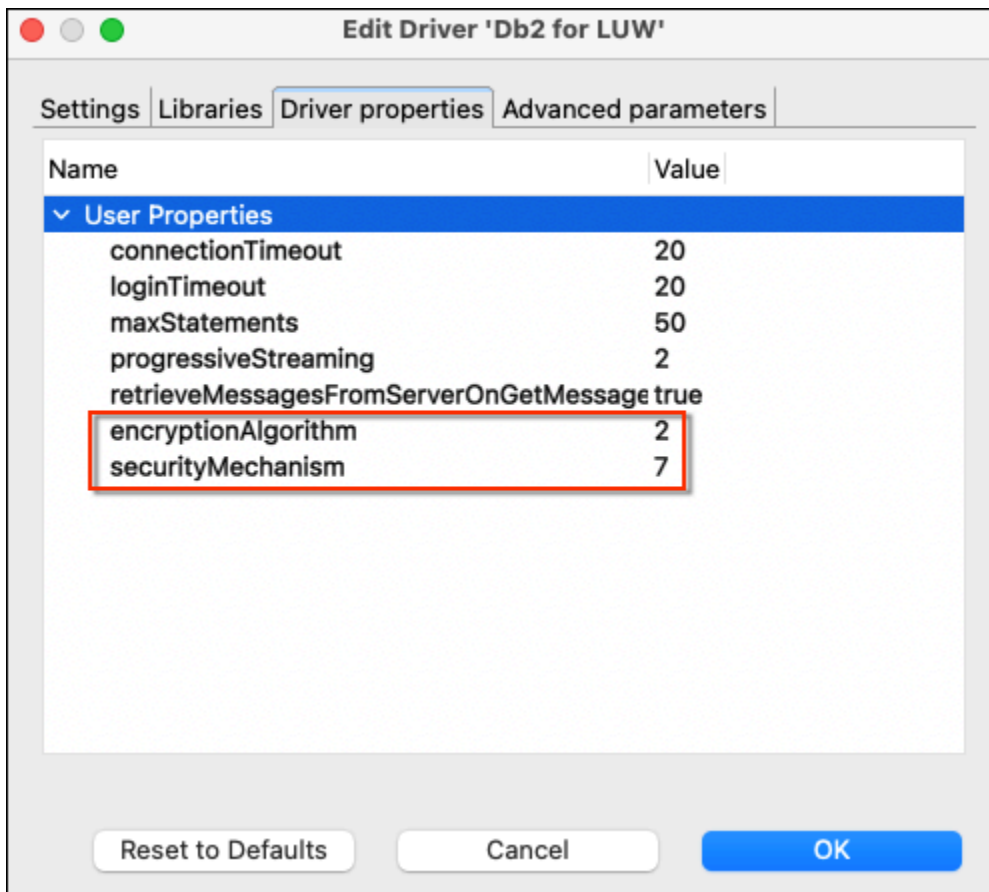 Edit Driver 'Db2 for LUW'
Settings Libraries Driver properties Advanced parameters
Name Value
User Properties
connectionTimeout 20
loginTimeout 20
maxStatements 50
progressiveStreaming 2
retrieveMessagesFromServerOnGetMessage true
encryptionAlgorithm 2
securityMechanism 7
Reset to Defaults Cancel OK